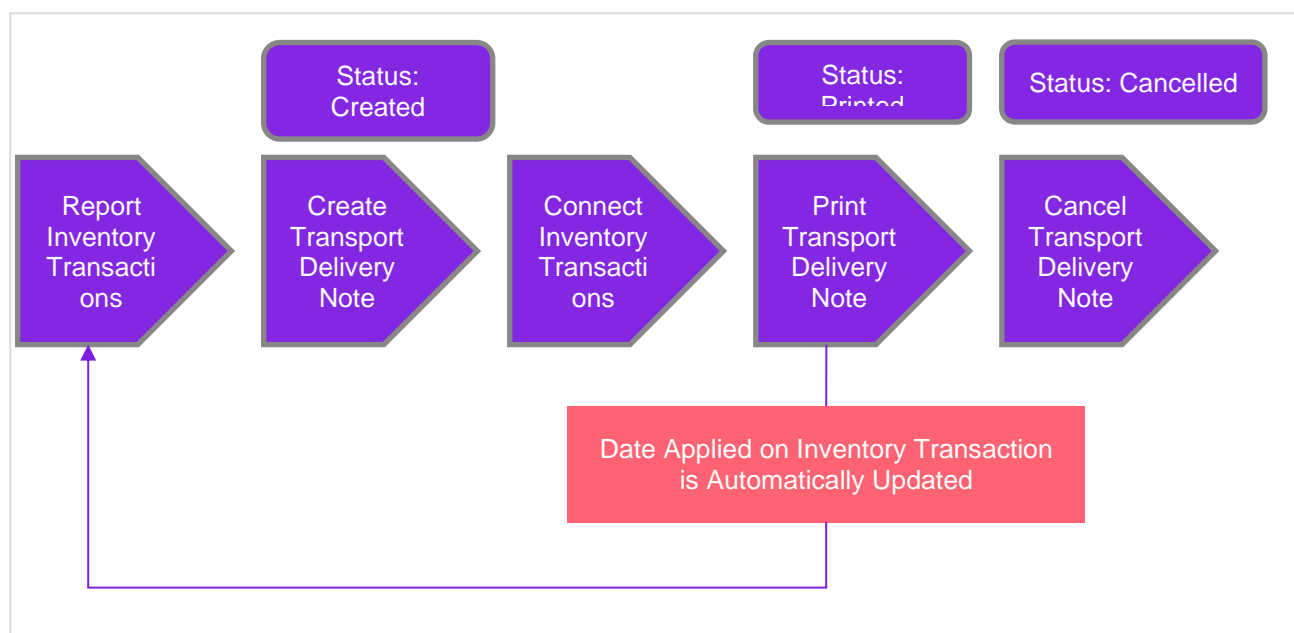 Status:
Created
Status:
Printed
Status: Cancelled
Report
Inventory
Transacti
ons
Create
Transport
Delivery
Note
Connect
Inventory
Transacti
ons
Print
Transport
Delivery
Note
Cancel
Transport
Delivery
Note
Date Applied on Inventory Transaction
is Automatically Updated